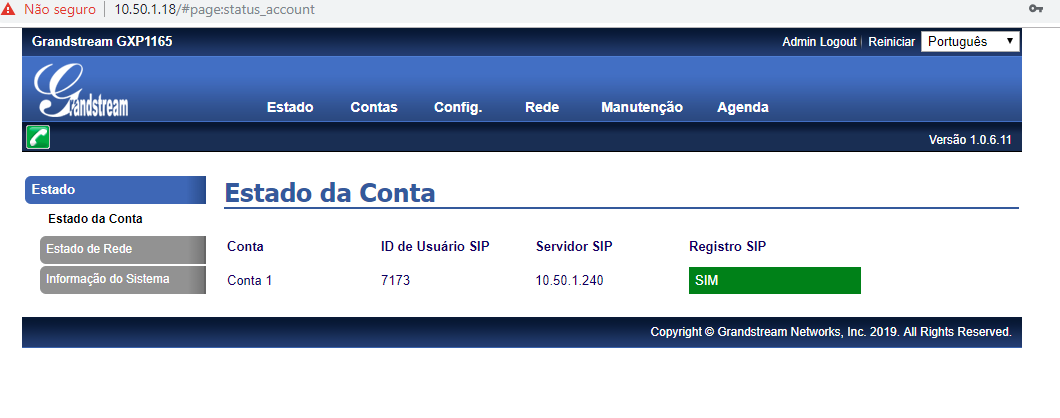 Não seguro | 10.50.1.18/#page:status_account
Grandstream GXP1165 Admin Logout | Reiniciar Português
Grandstream
Estado Contas Config. Rede Manutenção Agenda
Versão 1.0.6.11
Estado
Estado da Conta
Estado de Rede
Informação do Sistema
Estado da Conta
Conta ID de Usuário SIP Servidor SIP Registro SIP
Conta 1 7173 10.50.1.240 SIM
Copyright © Grandstream Networks, Inc. 2019. All Rights Reserved.